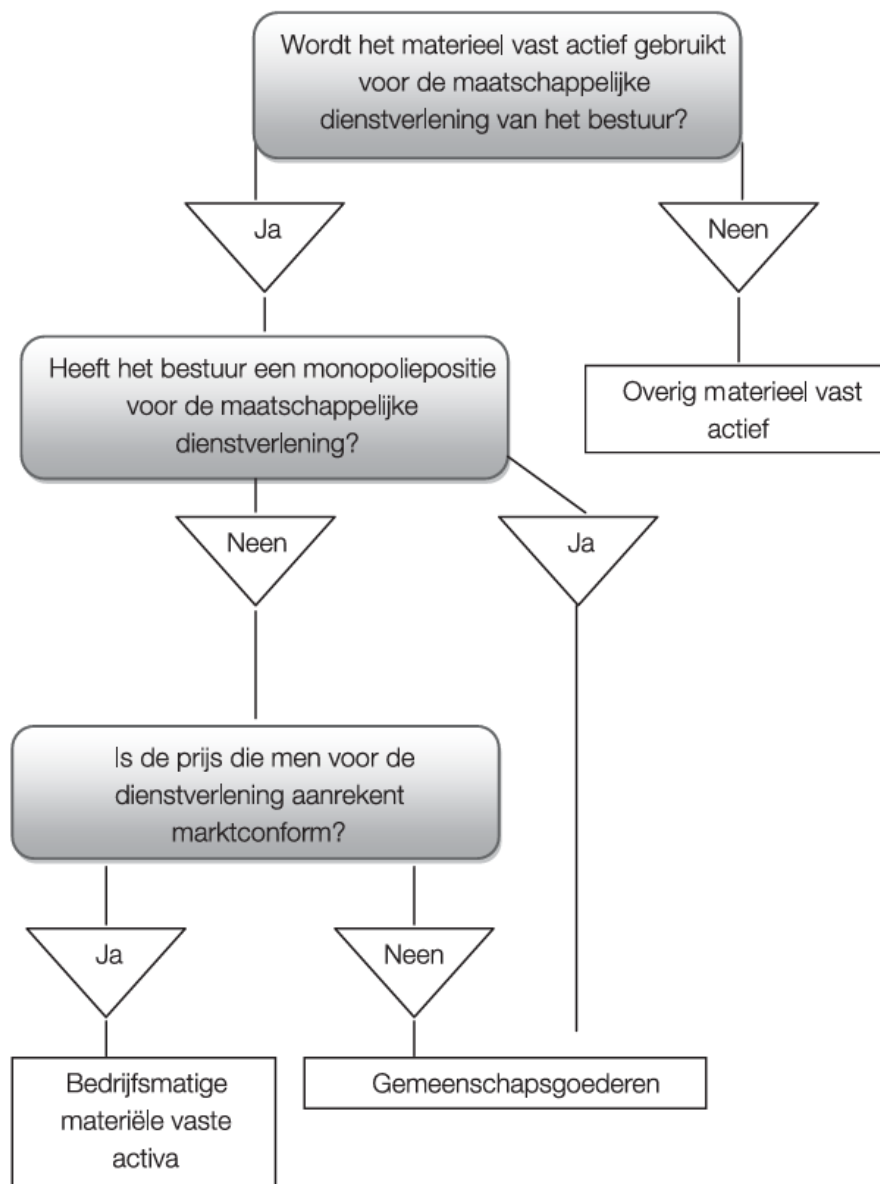 Wordt het materieel vast actief gebruikt
voor de maatschappelijke
dienstverlening van het bestuur?
Ja
Neen
Heeft het bestuur een monopoliepositie
voor de maatschappelijke
dienstverlening?
Overig materieel vast
actief
Neen
Ja
Is de prijs die men voor de
dienstverlening aanrekent
marktconform?
Ja
Neen
Bedrijfsmatige
materiële vaste
activa
Gemeenschapsgoederen